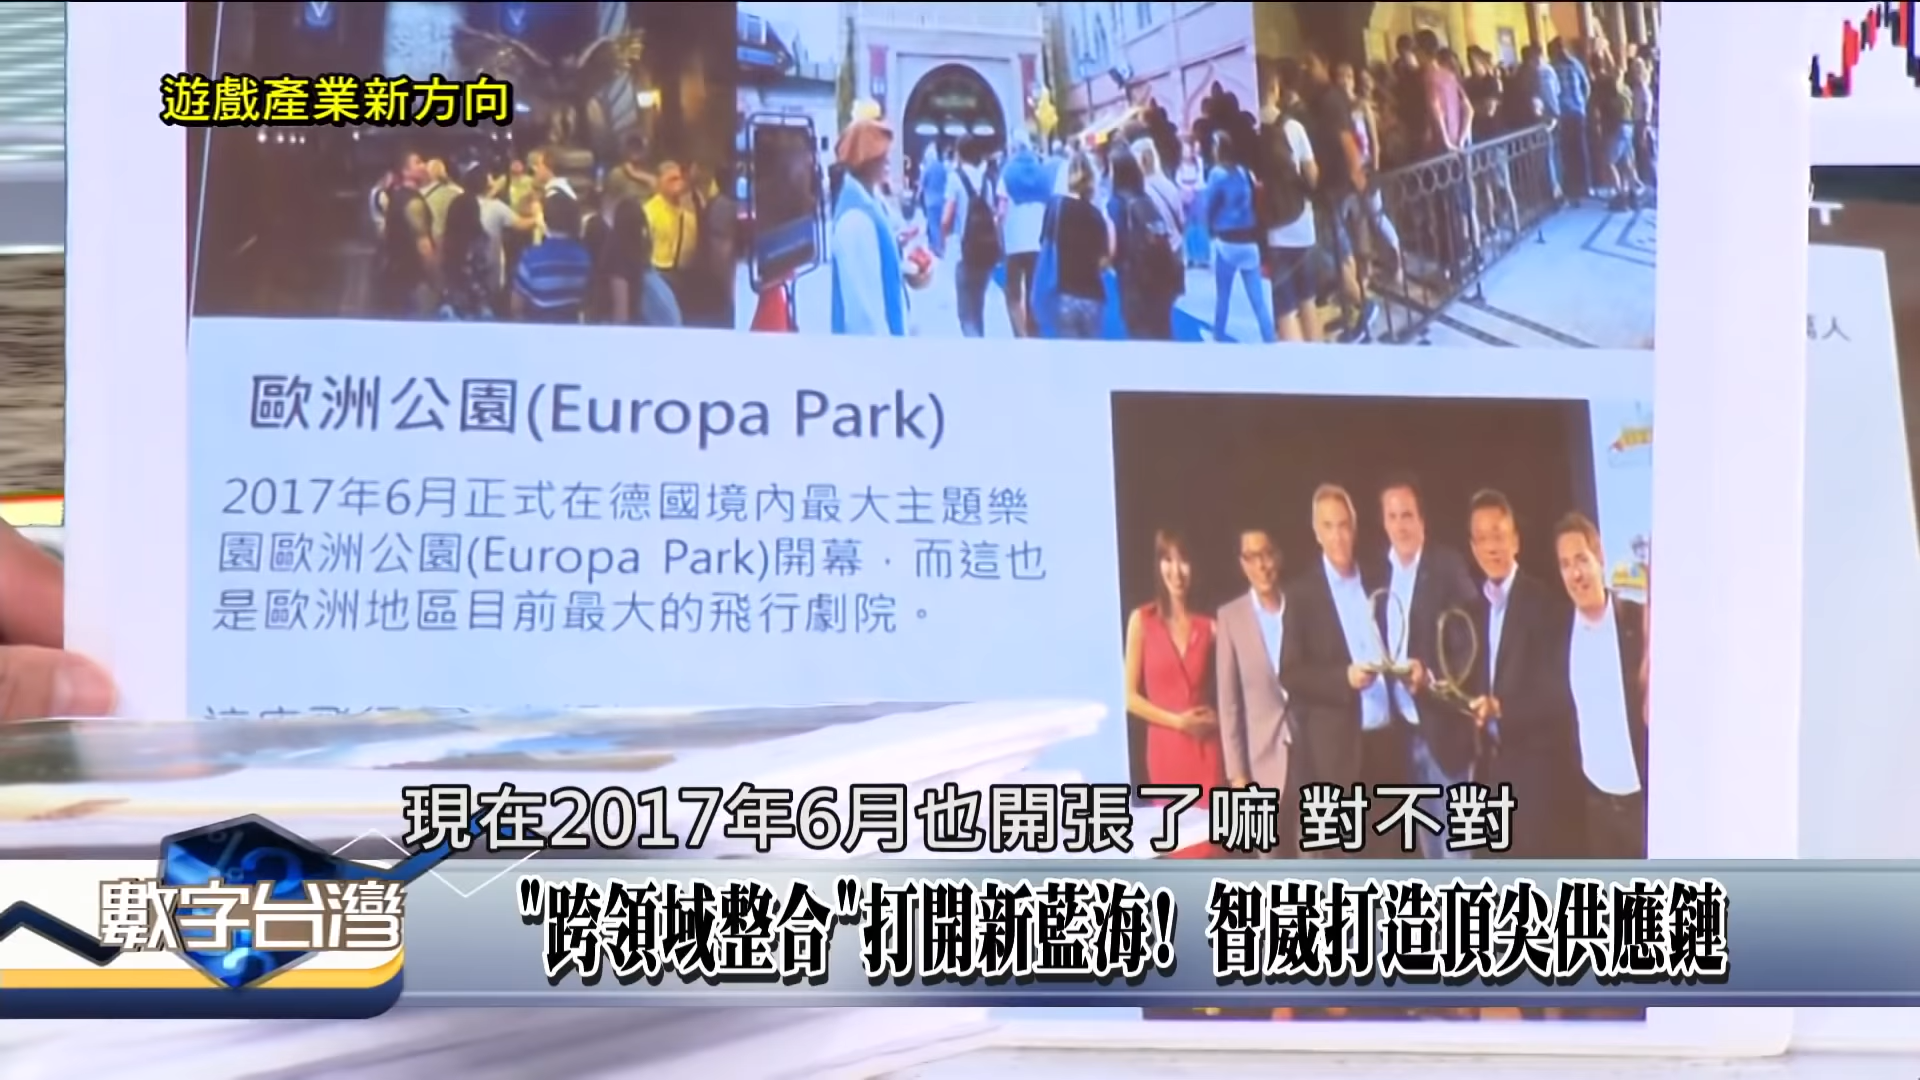 遊戲產業新方向
歐洲公園(Europa Park)
2017年6月正式在德國境內最大主題樂
園歐洲公園(Europa Park)開幕，而這也
是歐洲地區目前最大的飛行劇院。
現在2017年6月也開張了嘛 對不對
數字台灣
"跨領域整合"打開新藍海! 智崴打造頂尖供應鏈